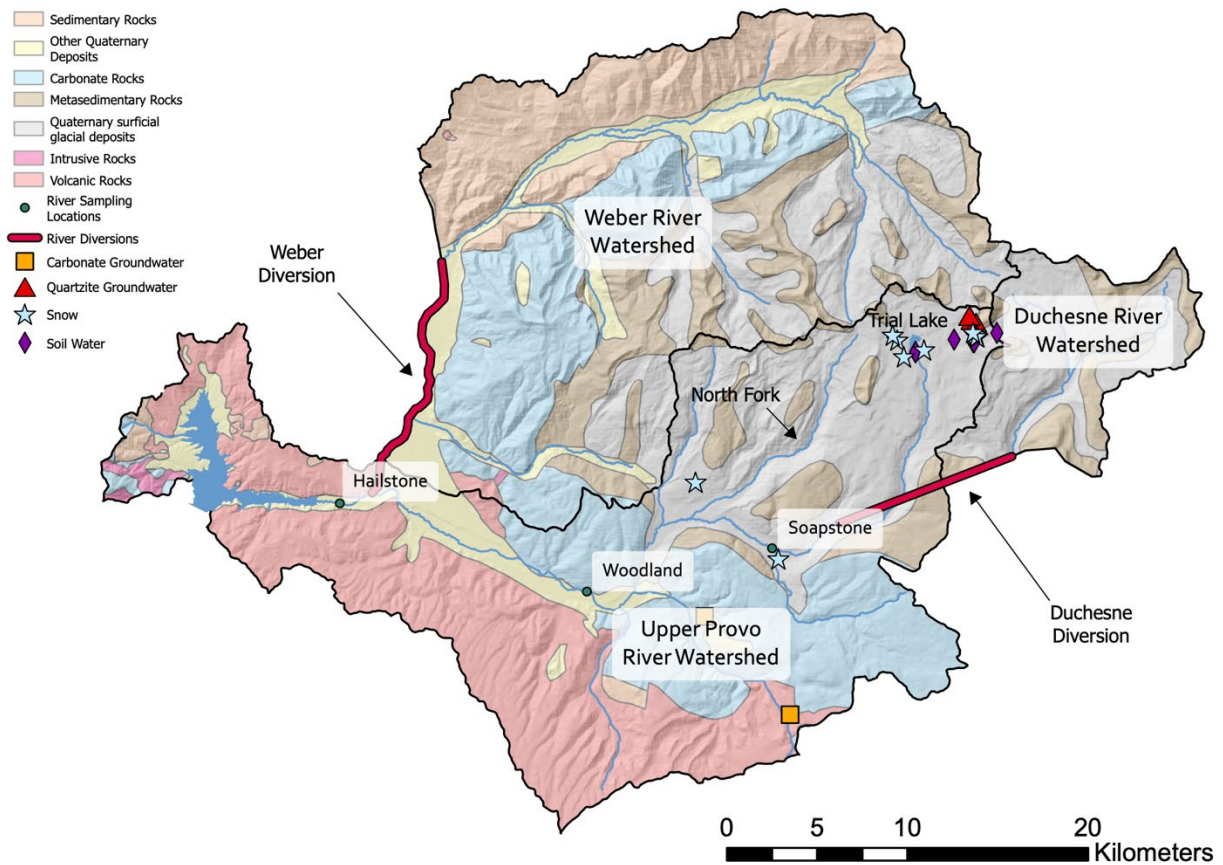 Sedimentary Rocks
Other Quaternary
Deposits
Carbonate Rocks
Metasedimentary Rocks
Quaternary surficial
glacial deposits
Intrusive Rocks
Volcanic Rocks
River Sampling
Locations
River Diversions
Carbonate Groundwater
Quartzite Groundwater
Snow
Soil Water
Weber
Diversion
Weber River
Watershed
Trial Lake
Duchesne River
Watershed
North Fork
Hailstone
Soapstone
Woodland
Upper Provo
River Watershed
Duchesne
Diversion
0 5 10 20
Kilometers